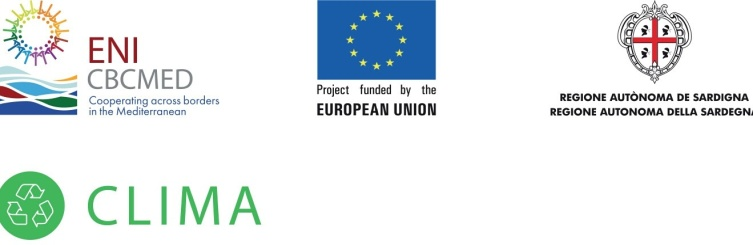 ENI
CBCMED
Cooperating across borders
in the Mediterranean
Project funded by the
EUROPEAN UNION
REGIONE AUTÒNOMA DE SARDIGNA
REGIONE AUTONOMA DELLA SARDEGNA
CLIMA